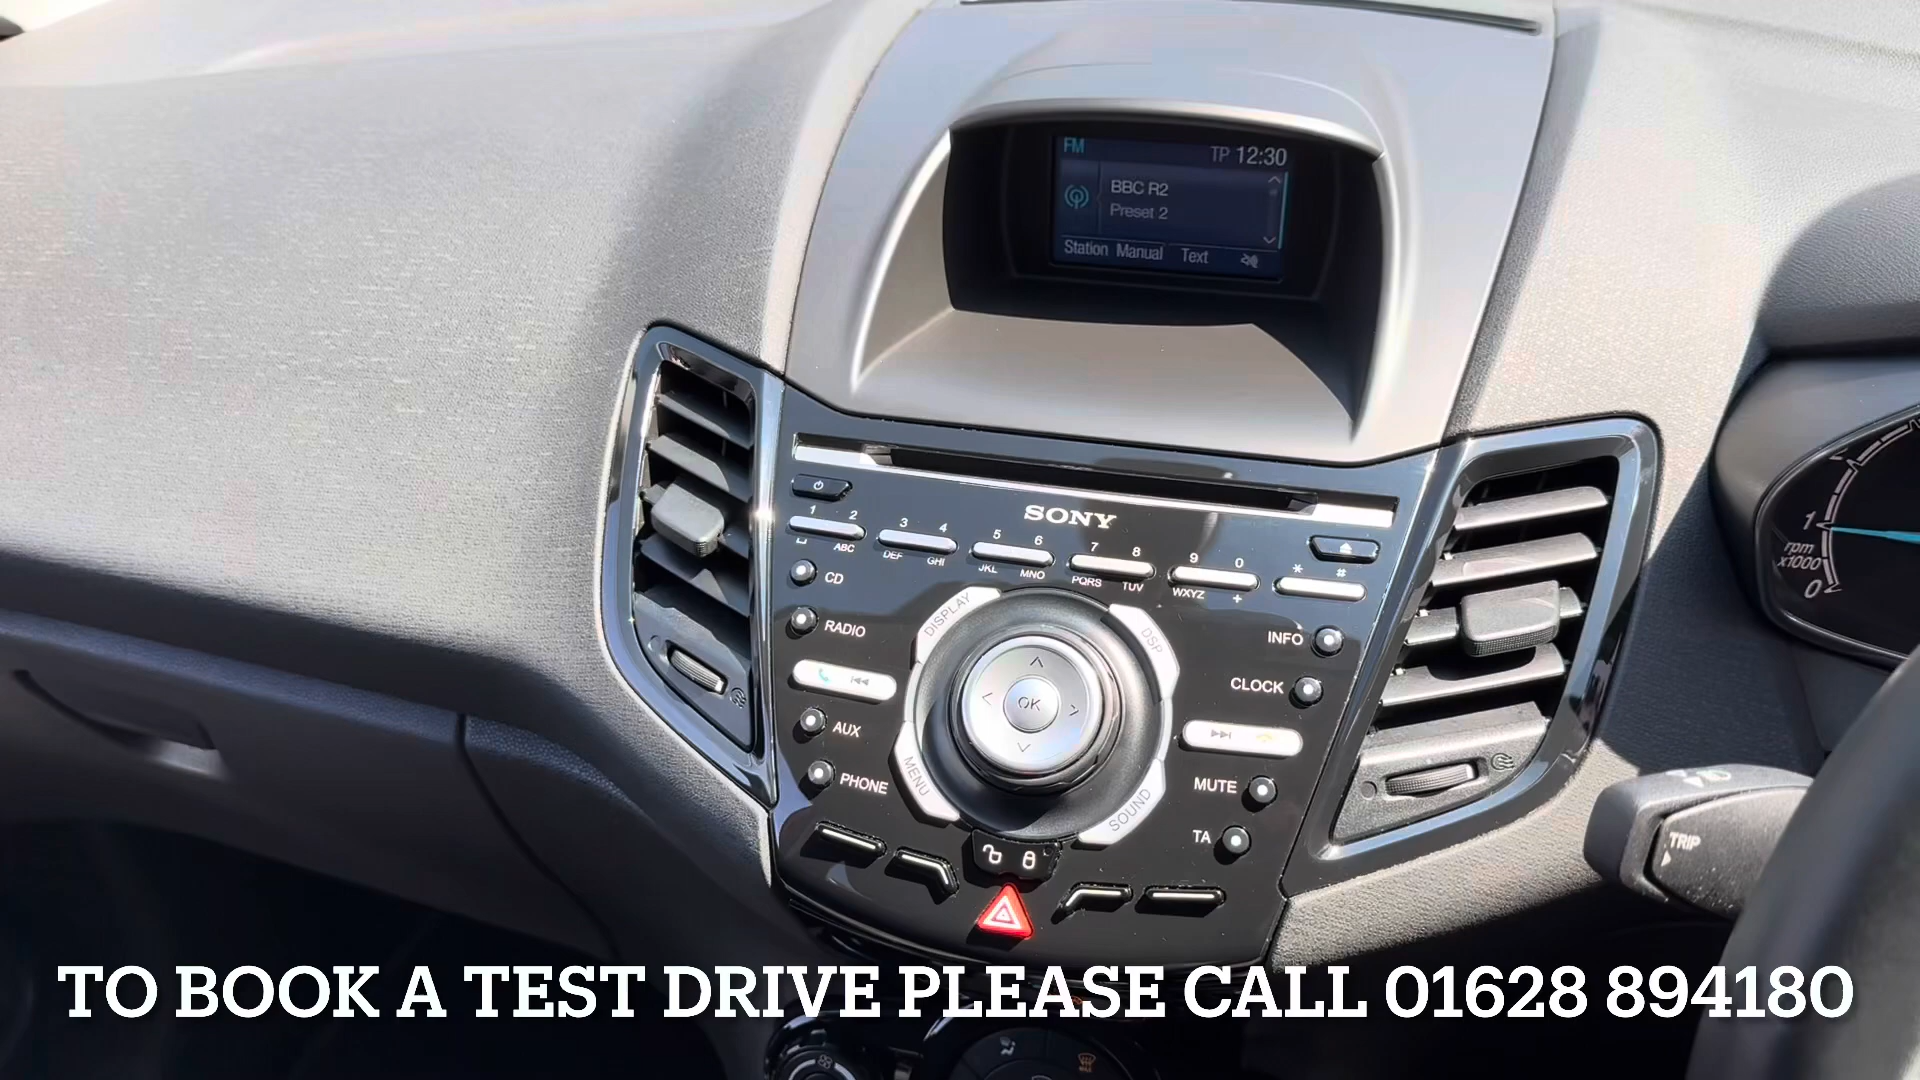 FM
TP 12:30
BBC R2
Preset 2
Station Manual Text
SONY
1 2 3 4 5 6 7 8 9 0 * #
ABC DEF GHI JKL MNO PQRS TUV WXYZ +
CD
RADIO
AUX
PHONE
DISPLAY
DSP
OK
MENU
SOUND
INFO
CLOCK
MUTE
TA
1
rpm
x1000
0
TRIP
TO BOOK A TEST DRIVE PLEASE CALL 01628 894180